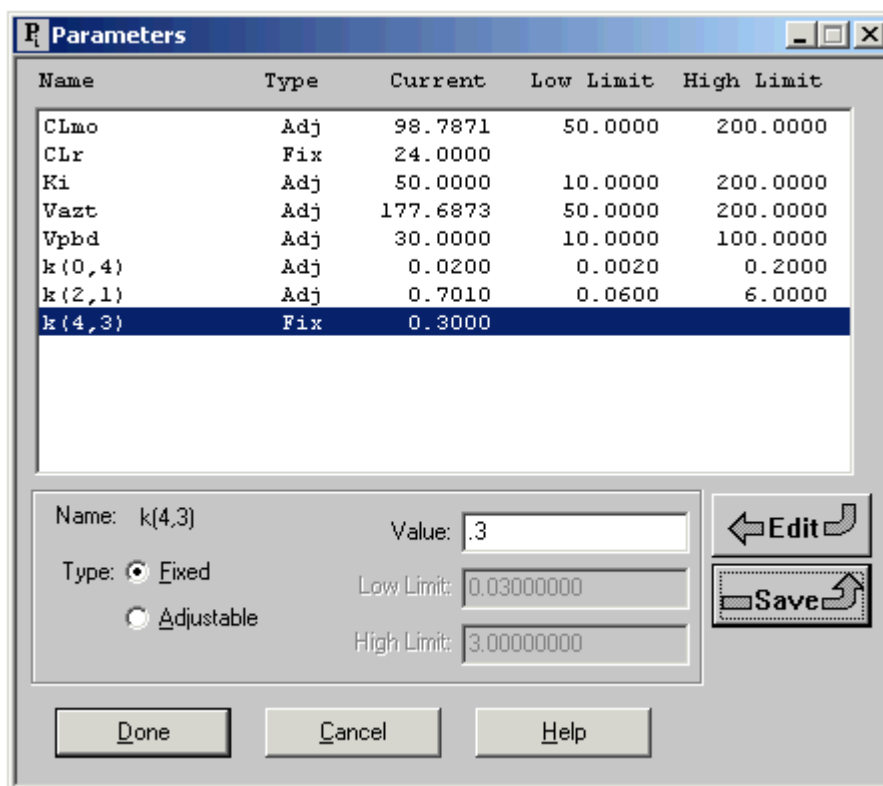 Pi Parameters
Name Type Current Low Limit High Limit
CLmo Adj 98.7871 50.0000 200.0000
CLr Fix 24.0000
Ki Adj 50.0000 10.0000 200.0000
Vazt Adj 177.6873 50.0000 200.0000
Vpbd Adj 30.0000 10.0000 100.0000
k(0,4) Adj 0.0200 0.0020 0.2000
k(2,1) Adj 0.7010 0.0600 6.0000
k(4,3) Fix 0.3000
Name: k(4,3)
Value: .3
Edit
Type: Fixed
Low Limit: 0.03000000
Save
Adjustable
High Limit: 3.00000000
Done Cancel Help